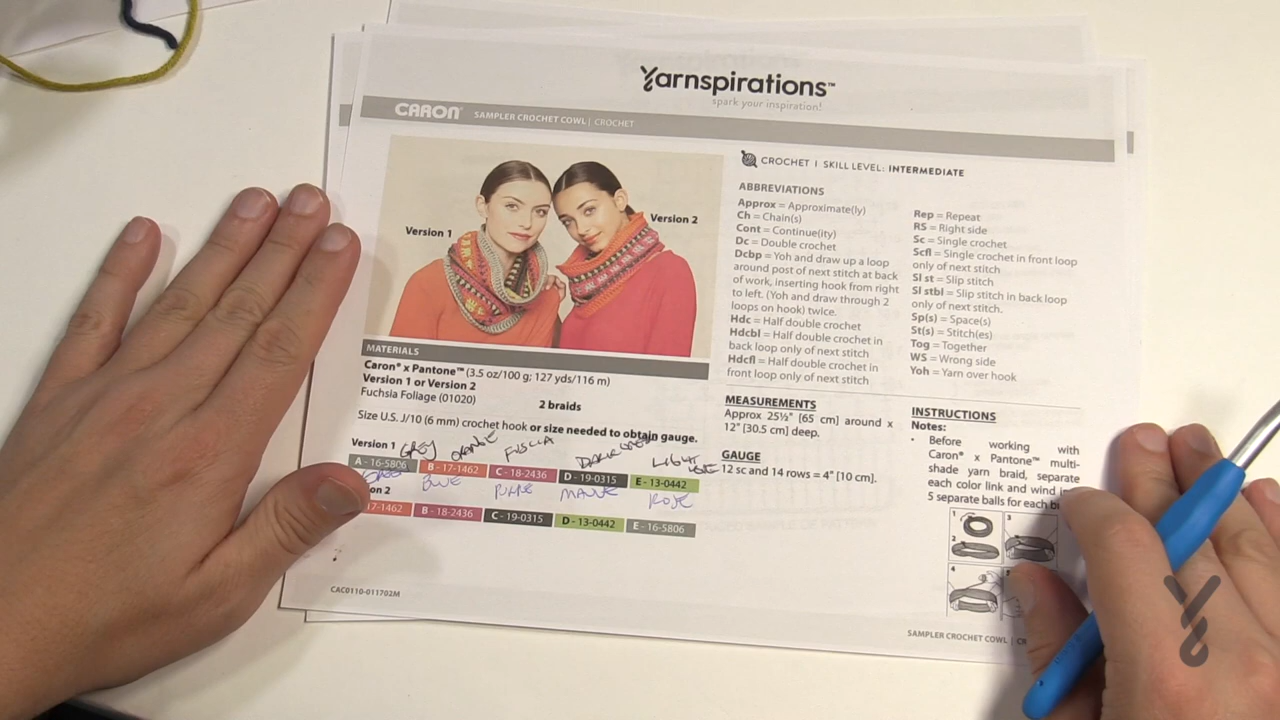 Yarnspirations™
spark your inspiration!
CARON® SAMPLER CROCHET COWL | CROCHET
Version 1
Version 2
MATERIALS
Caron® x Pantone™ (3.5 oz/100 g; 127 yds/116 m)
Version 1 or Version 2
Fuchsia Foliage (01020) 2 braids
Size U.S. J/10 (6 mm) crochet hook or size needed to obtain gauge.
GREY ORANGE FUSCIA
Version 1
A - 16-5806 B - 17-1462 C - 18-2436 D - 19-0315 E - 13-0442
BLUE PURPLE MAUVE ROSE
on 2
17-1462 B - 18-2436 C - 19-0315 D - 13-0442 E - 16-5806
CAC0110-011702M
CROCHET I SKILL LEVEL: INTERMEDIATE
ABBREVIATIONS
Approx = Approximate(ly)
Ch = Chain(s)
Cont = Continue(ity)
Dc = Double crochet
Dcbp = Yoh and draw up a loop
around post of next stitch at back
of work, inserting hook from right
to left. (Yoh and draw through 2
loops on hook) twice.
Hdc = Half double crochet
Hdcbl = Half double crochet in
back loop only of next stitch
Hdcfl = Half double crochet in
front loop only of next stitch
Rep = Repeat
RS = Right side
Sc = Single crochet
Scfl = Single crochet in front loop
only of next stitch
Sl st = Slip stitch
Sl stbl = Slip stitch in back loop
only of next stitch.
Sp(s) = Space(s)
St(s) = Stitch(es)
Tog = Together
WS = Wrong side
Yoh = Yarn over hook
MEASUREMENTS
Approx 25½" [65 cm] around x
12" [30.5 cm] deep.
GAUGE
12 sc and 14 rows = 4" [10 cm].
INSTRUCTIONS
Notes:
• Before working with
Caron® x Pantone™ multi-
shade yarn braid, separate
each color link and wind
5 separate balls for each
1 3
2
4
SAMPLER CROCHET COWL |